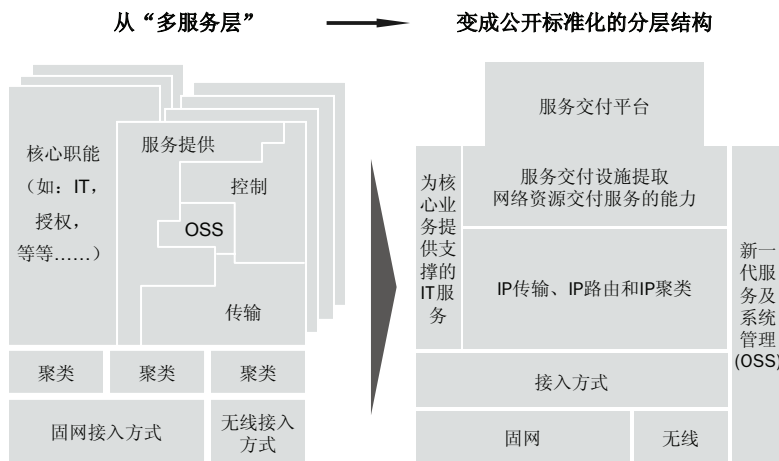 从“多服务层”
变成公开标准化的分层结构
核心职能
（如：IT，
授权，
等等……）
服务提供
控制
OSS
传输
聚类
聚类
聚类
固网接入方式
无线接入
方式
服务交付平台
为核
心业
务提
供支
撑的
IT服
务
服务交付设施提取
网络资源交付服务的能力
IP传输、IP路由和IP聚类
新一
代服
务及
系统
管理
(OSS)
接入方式
固网
无线